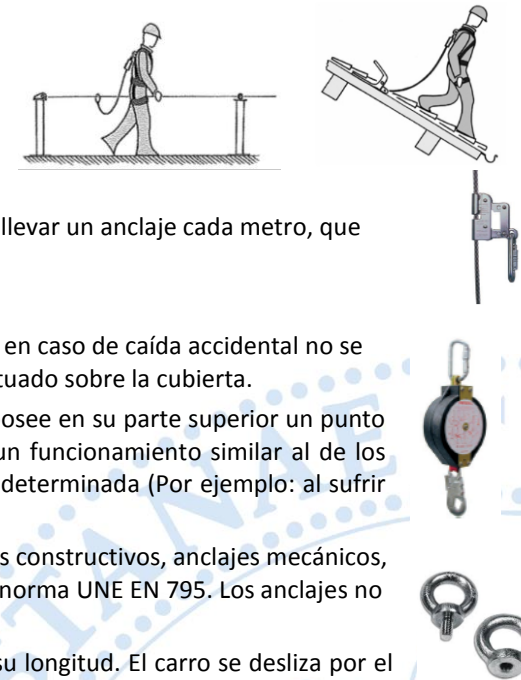 llevar un anclaje cada metro, que
en caso de caída accidental no se
tuado sobre la cubierta.
osee en su parte superior un punto
un funcionamiento similar al de los
determinada (Por ejemplo: al sufrir
s constructivos, anclajes mecánicos,
norma UNE EN 795. Los anclajes no
su longitud. El carro se desliza por el
TANAE